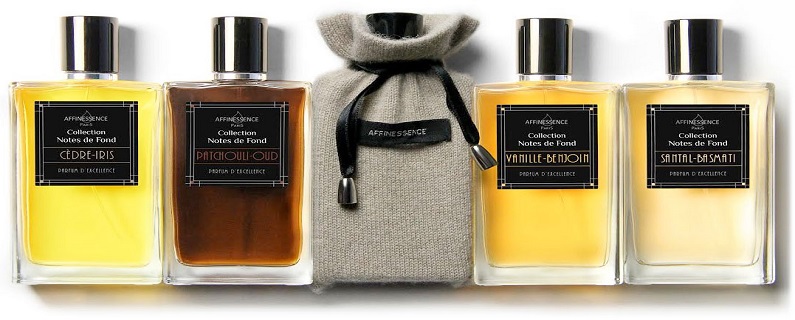 AFFINESSENCE
PARIS
Collection
Notes de Fond
CÈDRE-IRIS
PARFUM D'EXCELLENCE
AFFINESSENCE
PARIS
Collection
Notes de Fond
PATCHOULI-OUD
PARFUM D'EXCELLENCE
AFFINESSENCE
AFFINESSENCE
PARIS
Collection
Notes de Fond
VANILLE-BENJOIN
PARFUM D'EXCELLENCE
AFFINESSENCE
PARIS
Collection
Notes de Fond
SANTAL-BASMATI
PARFUM D'EXCELLENCE